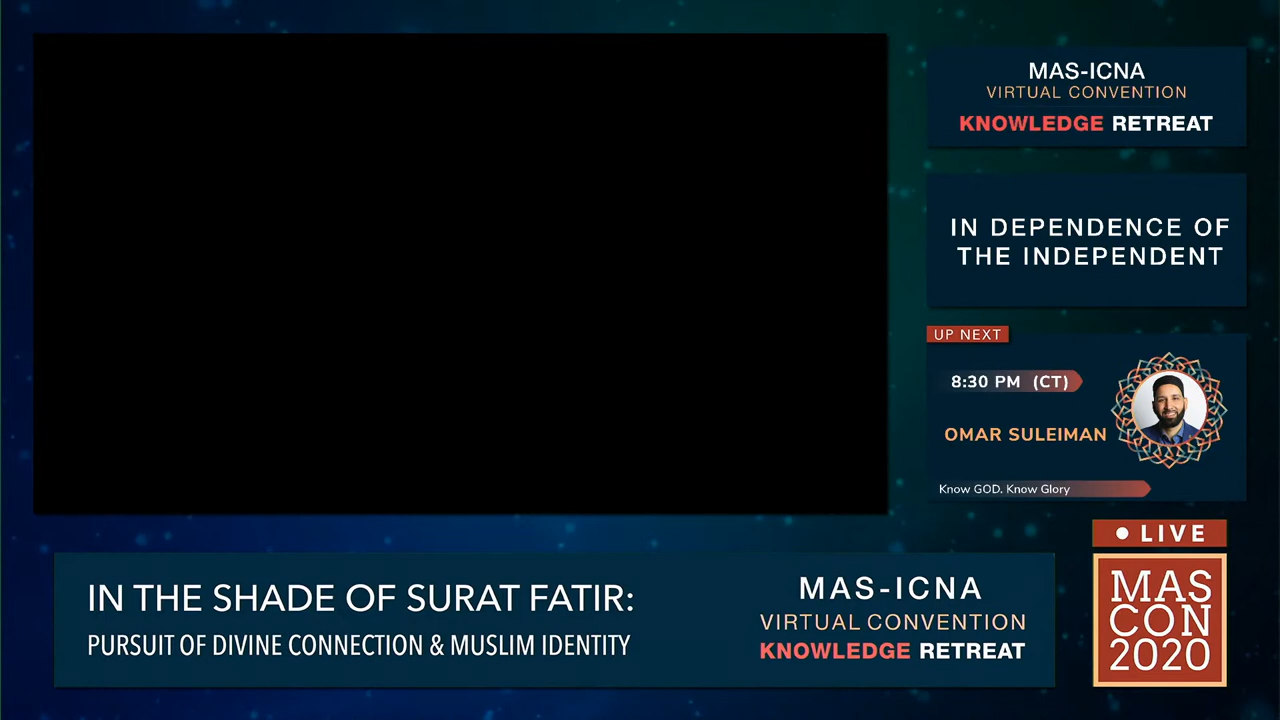 MAS-ICNA
VIRTUAL CONVENTION
KNOWLEDGE RETREAT
IN DEPENDENCE OF
THE INDEPENDENT
UP NEXT
8:30 PM (CT)
OMAR SULEIMAN
Know GOD. Know Glory
IN THE SHADE OF SURAT FATIR:
PURSUIT OF DIVINE CONNECTION & MUSLIM IDENTITY
MAS-ICNA
VIRTUAL CONVENTION
KNOWLEDGE RETREAT
LIVE
MAS
CON
2020